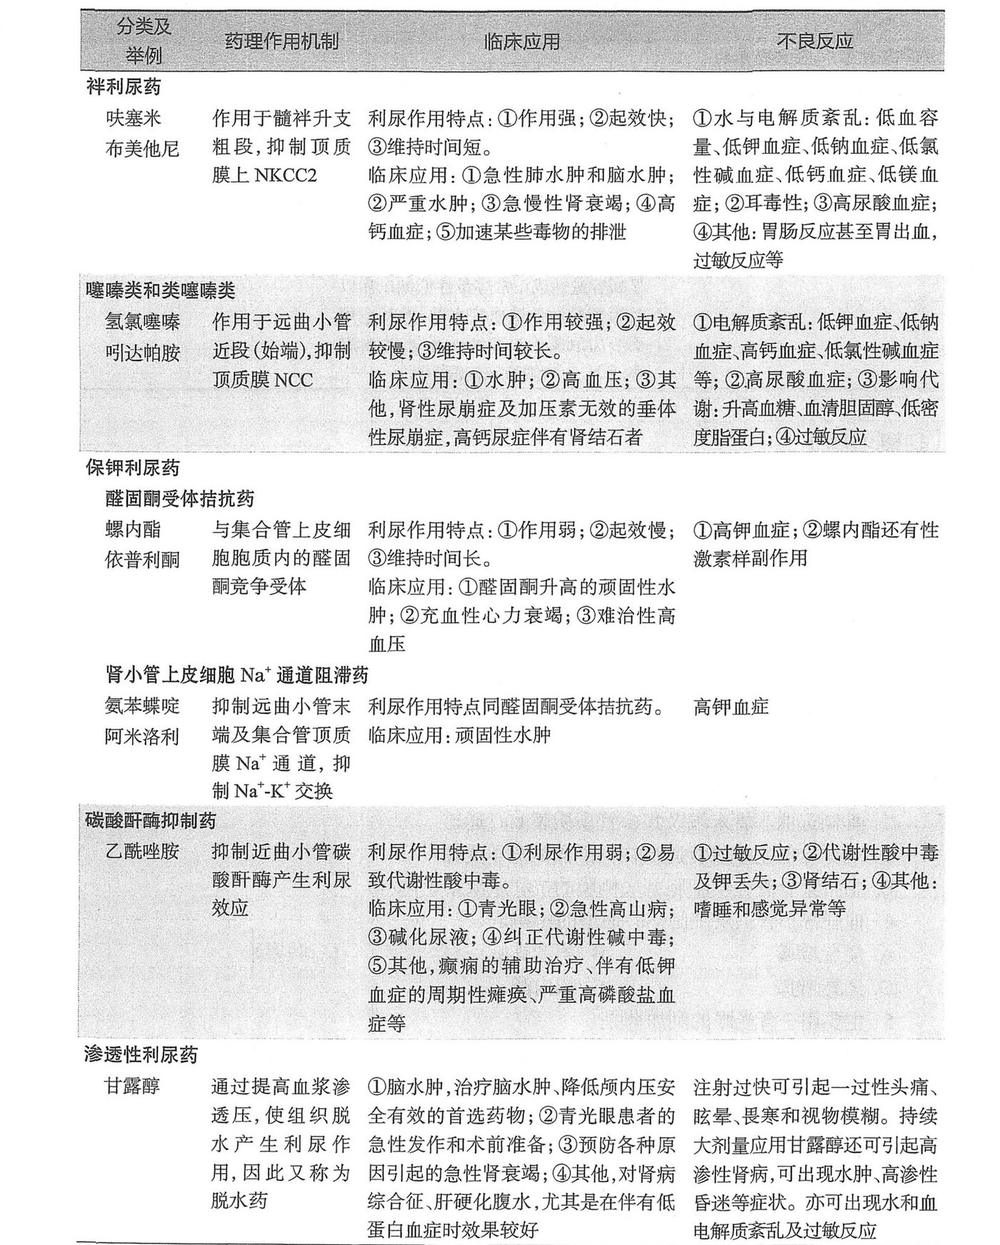 分类及举例 药理作用机制 临床应用 不良反应
袢利尿药
呋塞米
布美他尼
作用于髓袢升支
粗段,抑制顶质
膜上 NKCC2
利尿作用特点:①作用强;②起效快;
③维持时间短。
临床应用:①急性肺水肿和脑水肿;
②严重水肿;③急慢性肾衰竭;④高
钙血症;⑤加速某些毒物的排泄
①水与电解质紊乱:低血容
量、低钾血症、低钠血症、低氯
性碱血症、低钙血症、低镁血
症;②耳毒性;③高尿酸血症;
④其他:胃肠反应甚至胃出血,
过敏反应等
噻嗪类和类噻嗪类
氢氯噻嗪
吲达帕胺
作用于远曲小管
近段(始端),抑制
顶质膜 NCC
利尿作用特点:①作用较强;②起效
较慢;③维持时间较长。
临床应用:①水肿;②高血压;③其
他,肾性尿崩症及加压素无效的垂体
性尿崩症,高钙尿症伴有肾结石者
①电解质紊乱:低钾血症、低钠
血症、高钙血症、低氯性碱血症
等;②高尿酸血症;③影响代
谢:升高血糖、血清胆固醇、低密
度脂蛋白;④过敏反应
保钾利尿药
醛固酮受体拮抗药
螺内酯
依普利酮
与集合管上皮细
胞胞质内的醛固
酮竞争受体
利尿作用特点:①作用弱;②起效慢;
③维持时间长。
临床应用:①醛固酮升高的顽固性水
肿;②充血性心力衰竭;③难治性高
血压
①高钾血症;②螺内酯还有性
激素样副作用
肾小管上皮细胞 Na⁺ 通道阻滞药
氨苯蝶啶
阿米洛利
抑制远曲小管末
端及集合管顶质
膜 Na⁺ 通道,抑
制 Na⁺-K⁺ 交换
利尿作用特点同醛固酮受体拮抗药。
临床应用:顽固性水肿
高钾血症
碳酸酐酶抑制药
乙酰唑胺
抑制近曲小管碳
酸酐酶产生利尿
效应
利尿作用特点:①利尿作用弱;②易
致代谢性酸中毒。
临床应用:①青光眼;②急性高山病;
③碱化尿液;④纠正代谢性碱中毒;
⑤其他,癫痫的辅助治疗、伴有低钾
血症的周期性瘫痪、严重高磷酸盐血
症等
①过敏反应;②代谢性酸中毒
及钾丢失;③肾结石;④其他:
嗜睡和感觉异常等
渗透性利尿药
甘露醇
通过提高血浆渗
透压,使组织脱
水产生利尿作
用,因此又称为
脱水药
①脑水肿,治疗脑水肿、降低颅内压安
全有效的首选药物;②青光眼患者的
急性发作和术前准备;③预防各种原
因引起的急性肾衰竭;④其他,对肾病
综合征、肝硬化腹水,尤其是在伴有低
蛋白血症时效果较好
注射过快可引起一过性头痛、
眩晕、畏寒和视物模糊。持续
大剂量应用甘露醇还可引起高
渗性肾病,可出现水肿、高渗性
昏迷等症状。亦可出现水和血
电解质紊乱及过敏反应